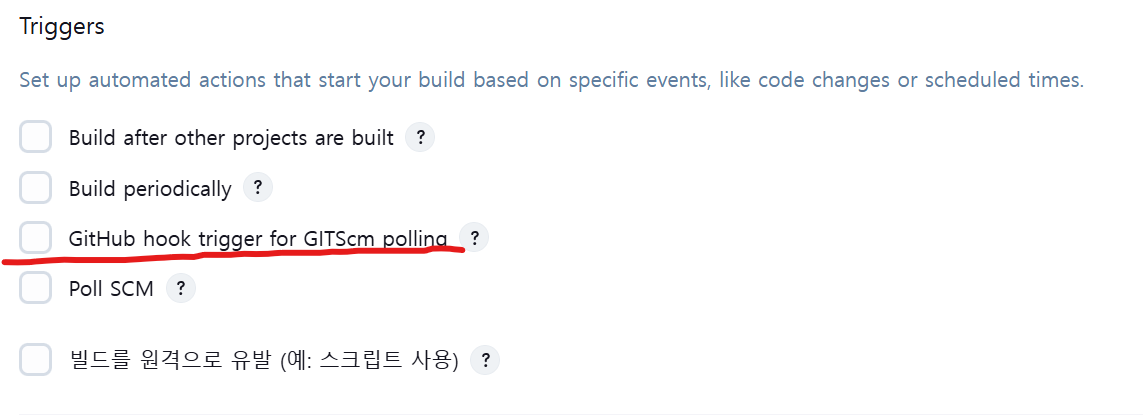 Triggers
Set up automated actions that start your build based on specific events, like code changes or scheduled times.
Build after other projects are built ?
Build periodically ?
GitHub hook trigger for GITScm polling ?
Poll SCM ?
빌드를 원격으로 유발 (예: 스크립트 사용) ?